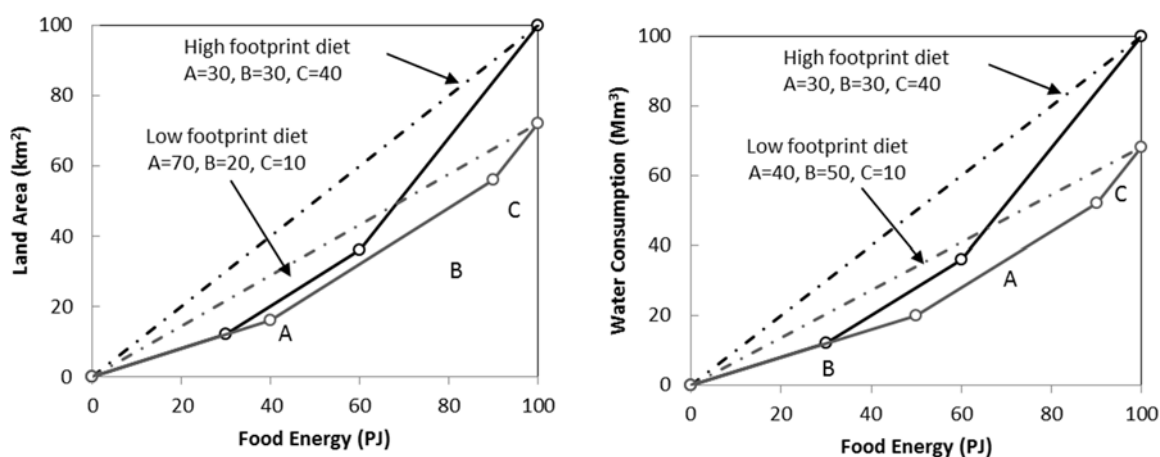 100
80
60
40
20
0
Land Area (km²)
High footprint diet
A=30, B=30, C=40
Low footprint diet
A=70, B=20, C=10
A
B
C
0 20 40 60 80 100
Food Energy (PJ)
100
80
60
40
20
0
Water Consumption (Mm³)
High footprint diet
A=30, B=30, C=40
Low footprint diet
A=40, B=50, C=10
B
A
C
0 20 40 60 80 100
Food Energy (PJ)